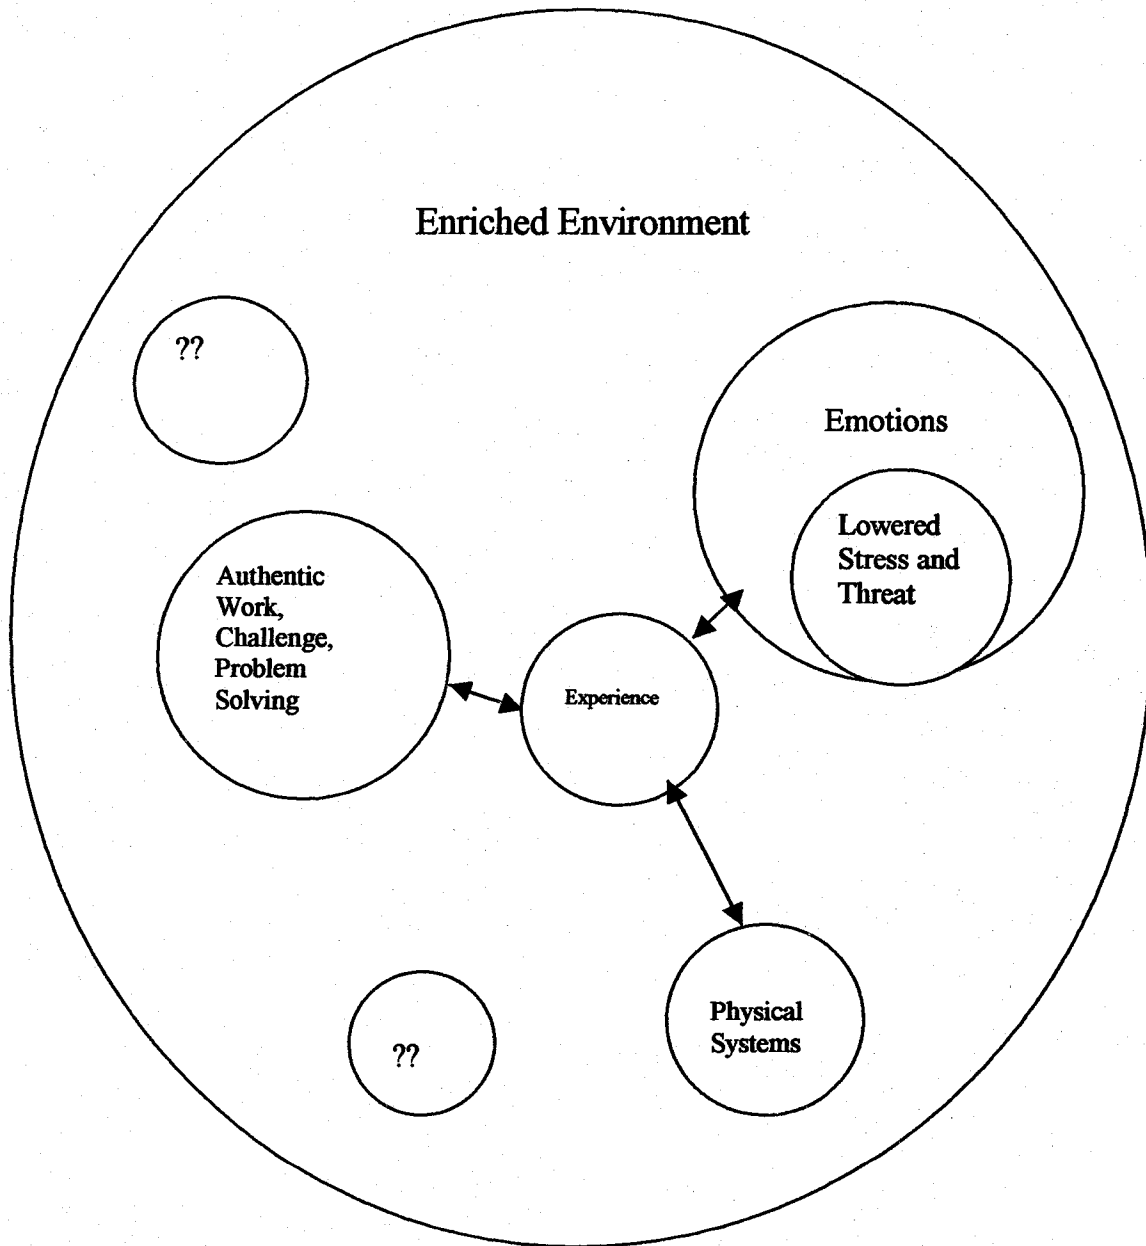 Enriched Environment
??
Emotions
Lowered
Stress and
Threat
Authentic
Work,
Challenge,
Problem
Solving
Experience
Physical
Systems
??